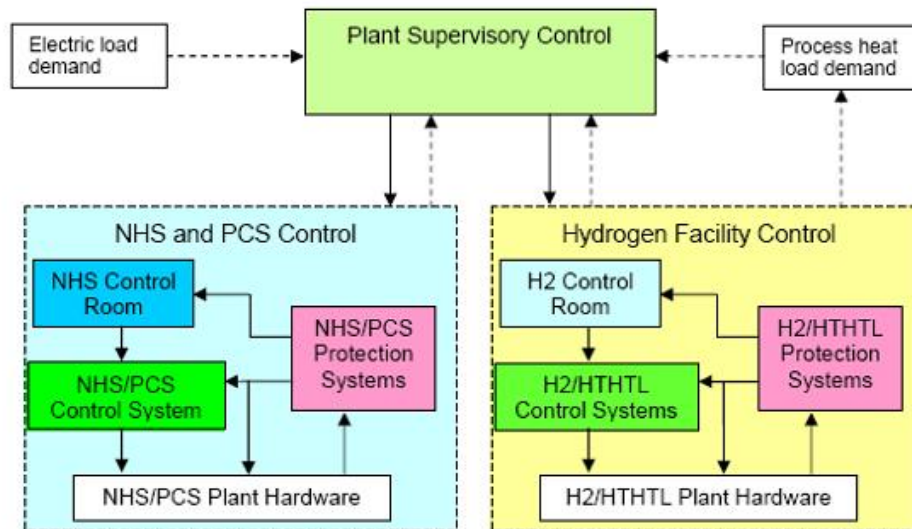 Electric load
demand
Plant Supervisory Control
Process heat
load demand
NHS and PCS Control
NHS Control
Room
NHS/PCS
Protection
Systems
NHS/PCS
Control System
NHS/PCS Plant Hardware
Hydrogen Facility Control
H2 Control
Room
H2/HTHTL
Protection
Systems
H2/HTHTL
Control Systems
H2/HTHTL Plant Hardware